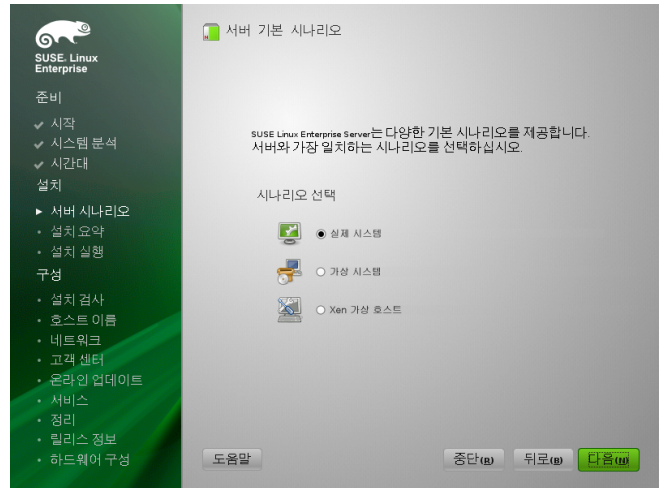 SUSE. Linux
Enterprise
준비
시작
시스템 분석
시간대
설치
서버 시나리오
설치 요약
설치 실행
구성
설치 검사
호스트 이름
네트워크
고객 센터
온라인 업데이트
서비스
정리
릴리스 정보
하드웨어 구성
서버 기본 시나리오
SUSE Linux Enterprise Server는 다양한 기본 시나리오를 제공합니다.
서버와 가장 일치하는 시나리오를 선택하십시오.
시나리오 선택
실제 시스템
가상 시스템
Xen 가상 호스트
도움말
중단(R)
뒤로(B)
다음(N)